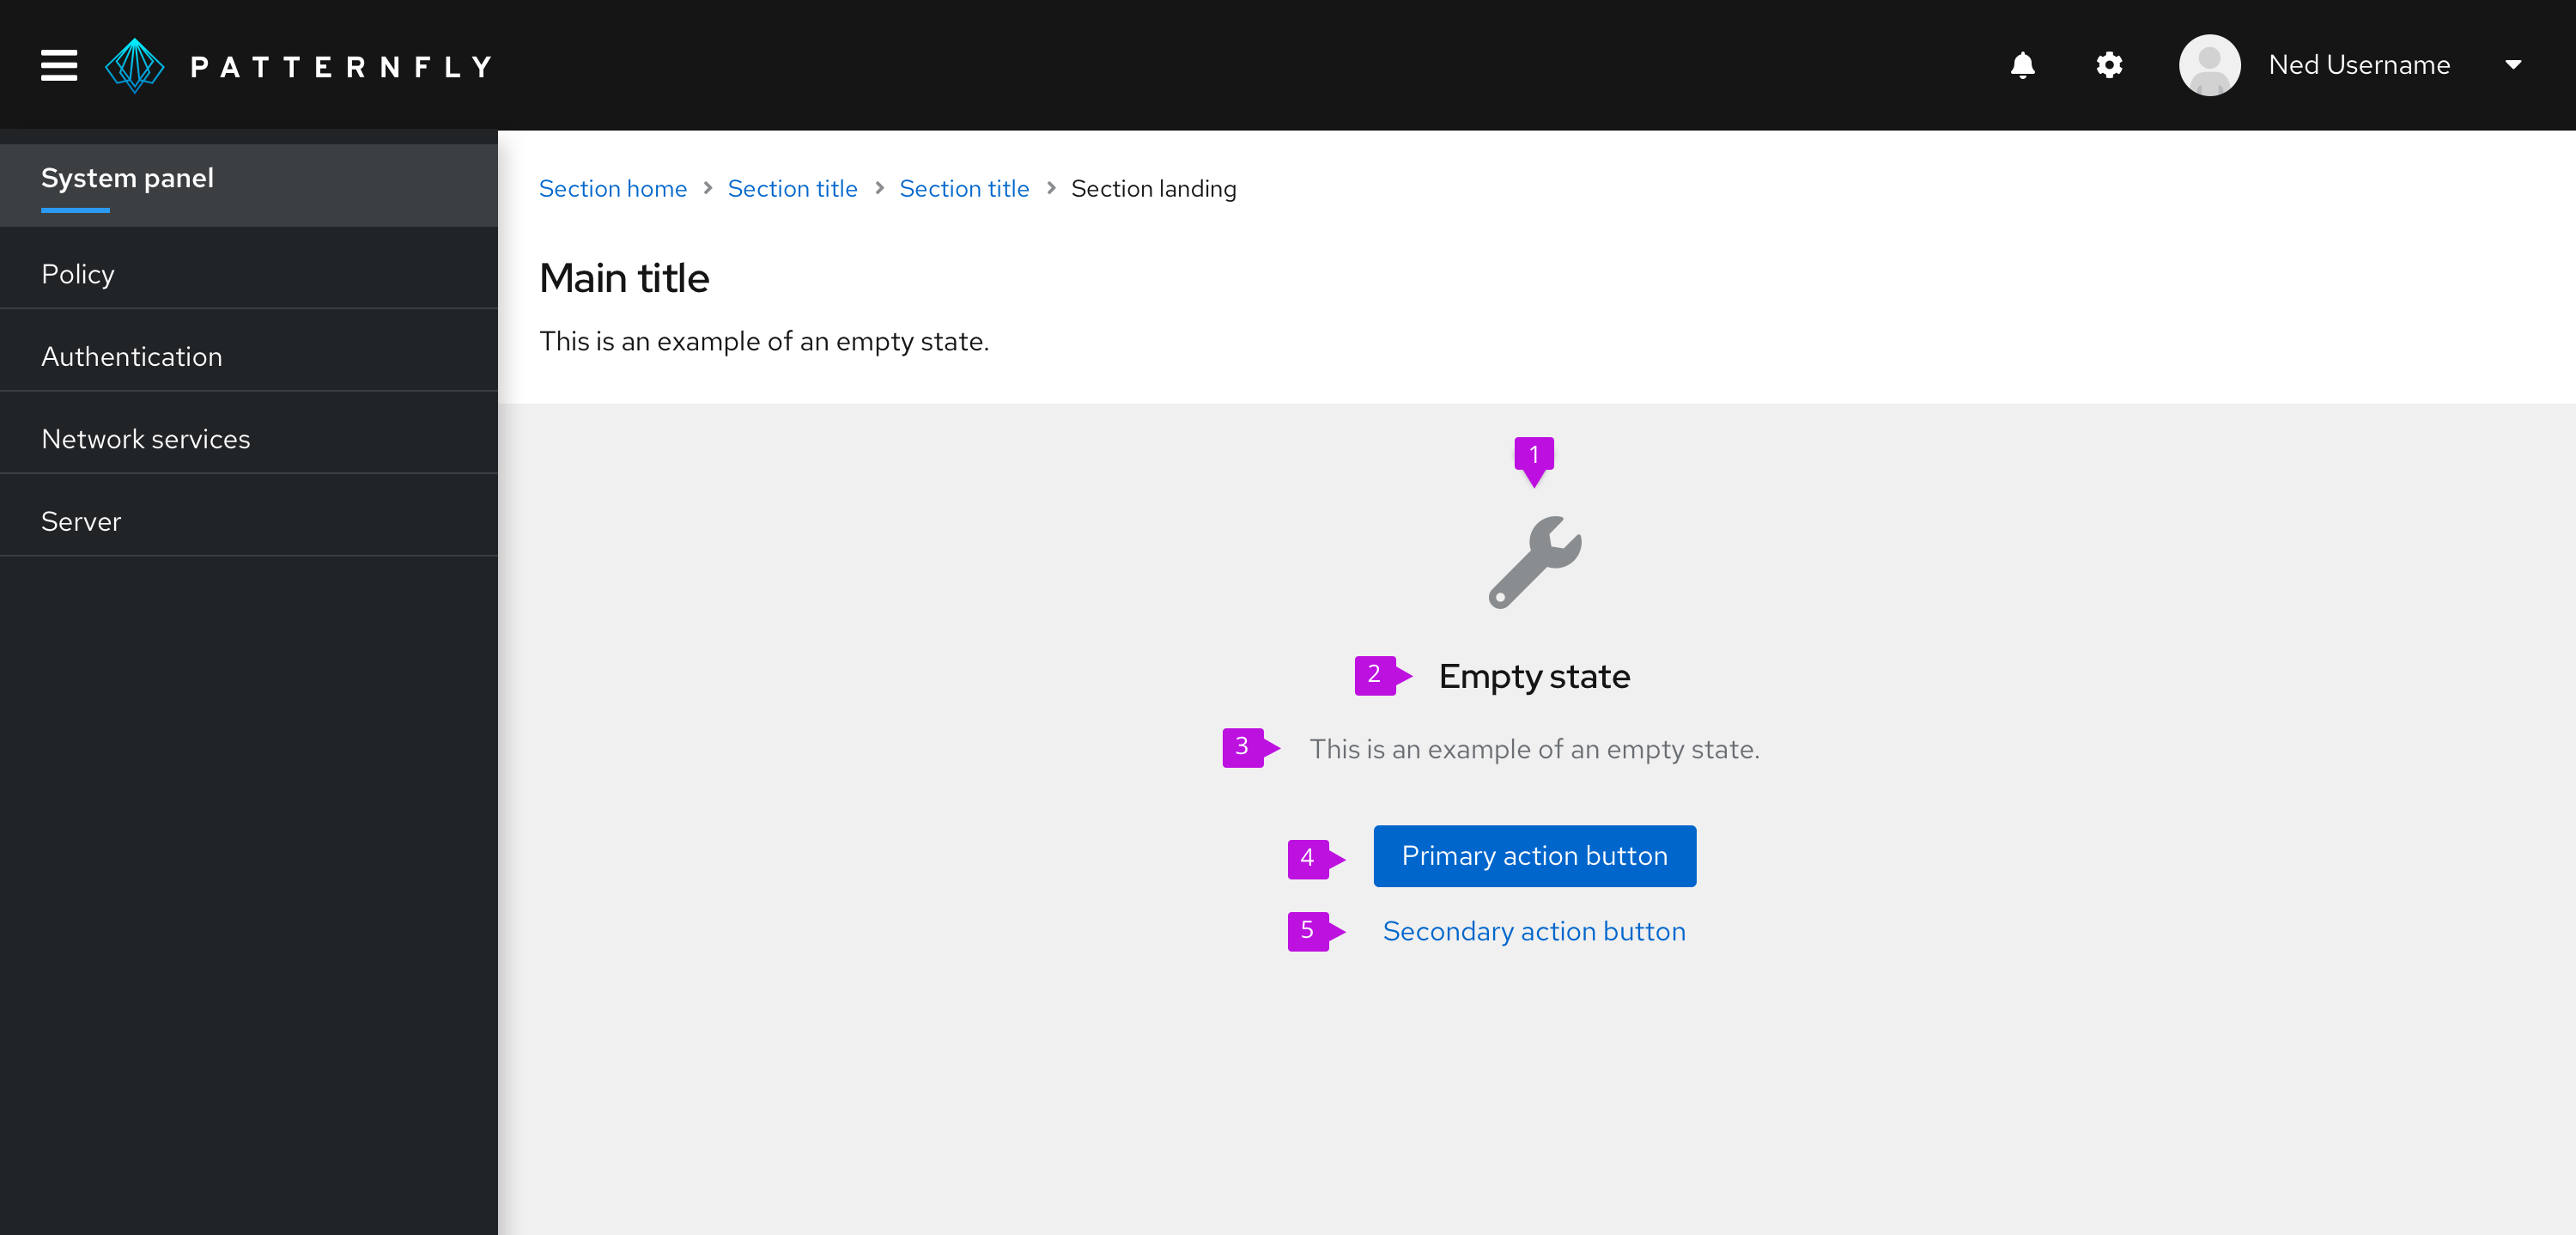 PATTERNFLY
Ned Username
System panel
Policy
Authentication
Network services
Server
Section home > Section title > Section title > Section landing
Main title
This is an example of an empty state.
1
2 Empty state
3 This is an example of an empty state.
4 Primary action button
5 Secondary action button